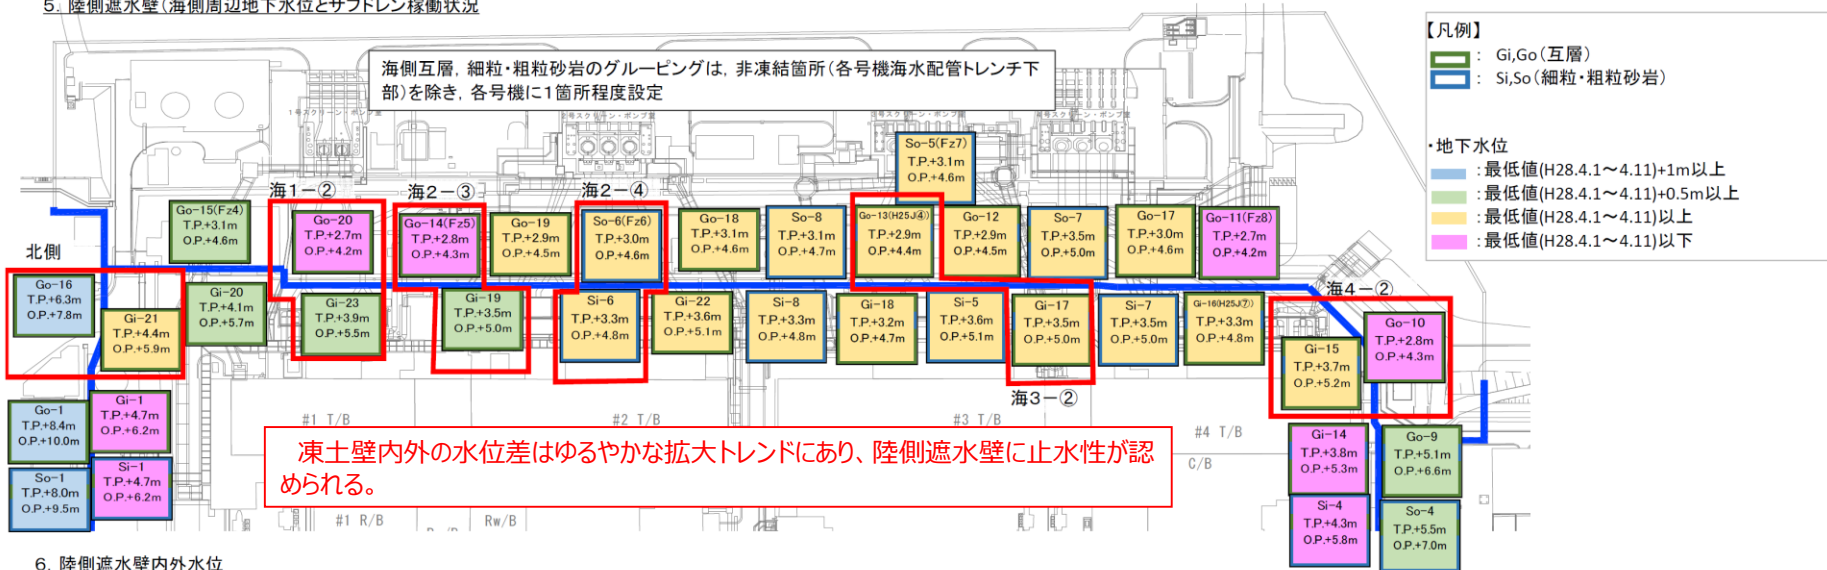 5. 陸側遮水壁(海側周辺地下水位とサブドレン稼働状況
海側互層,細粒・粗粒砂岩のグルーピングは,非凍結箇所(各号機海水配管トレンチ下
部)を除き,各号機に1箇所程度設定
【凡例】
: Gi,Go(互層)
: Si,So(細粒・粗粒砂岩)
・地下水位
:最低値(H28.4.1~4.11)+1m以上
:最低値(H28.4.1~4.11)+0.5m以上
:最低値(H28.4.1~4.11)以上
:最低値(H28.4.1~4.11)以下
So-5(Fz7)
T.P.+3.1m
O.P.+4.6m
海1-②
海2-③
海2-④
Go-15(Fz4)
T.P.+3.1m
O.P.+4.6m
Go-20
T.P.+2.7m
O.P.+4.2m
Go-14(Fz5)
T.P.+2.8m
O.P.+4.3m
Go-19
T.P.+2.9m
O.P.+4.5m
So-6(Fz6)
T.P.+3.0m
O.P.+4.6m
Go-18
T.P.+3.1m
O.P.+4.6m
So-8
T.P.+3.1m
O.P.+4.7m
Go-13(H25J④)
T.P.+2.9m
O.P.+4.4m
Go-12
T.P.+2.9m
O.P.+4.5m
So-7
T.P.+3.5m
O.P.+5.0m
Go-17
T.P.+3.0m
O.P.+4.6m
Go-11(Fz8)
T.P.+2.7m
O.P.+4.2m
北側
Go-16
T.P.+6.3m
O.P.+7.8m
Gi-21
T.P.+4.4m
O.P.+5.9m
Gi-20
T.P.+4.1m
O.P.+5.7m
Gi-23
T.P.+3.9m
O.P.+5.5m
Gi-19
T.P.+3.5m
O.P.+5.0m
Si-6
T.P.+3.3m
O.P.+4.8m
Gi-22
T.P.+3.6m
O.P.+5.1m
Si-8
T.P.+3.3m
O.P.+4.8m
Gi-18
T.P.+3.2m
O.P.+4.7m
Si-5
T.P.+3.6m
O.P.+5.1m
Gi-17
T.P.+3.5m
O.P.+5.0m
Si-7
T.P.+3.5m
O.P.+5.0m
Gi-16(H25J⑦)
T.P.+3.3m
O.P.+4.8m
海4-②
Gi-15
T.P.+3.7m
O.P.+5.2m
Go-10
T.P.+2.8m
O.P.+4.3m
海3-②
Go-1
T.P.+8.4m
O.P.+10.0m
Gi-1
T.P.+4.7m
O.P.+6.2m
#1 T/B
#2 T/B
#3 T/B
#4 T/B
Gi-14
T.P.+3.8m
O.P.+5.3m
Go-9
T.P.+5.1m
O.P.+6.6m
凍土壁内外の水位差はゆるやかな拡大トレンドにあり、陸側遮水壁に止水性が認
められる。
C/B
So-1
T.P.+8.0m
O.P.+9.5m
Si-1
T.P.+4.7m
O.P.+6.2m
Si-4
T.P.+4.3m
O.P.+5.8m
So-4
T.P.+5.5m
O.P.+7.0m
#1 R/B
Rw/B
6. 陸側遮水壁内外水位